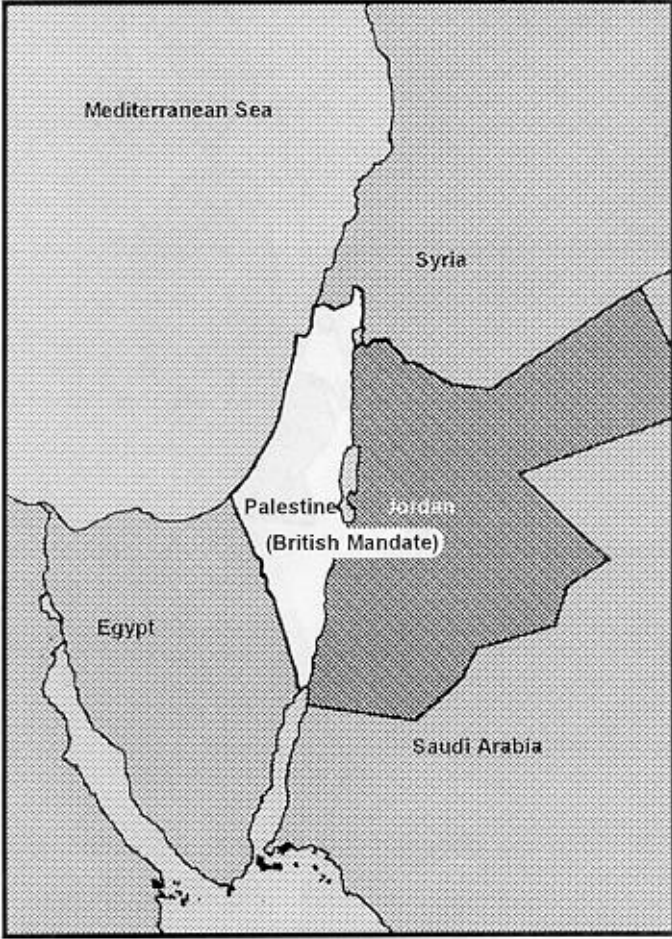 Mediterranean Sea
Syria
Palestine
Jordan
(British Mandate)
Egypt
Saudi Arabia